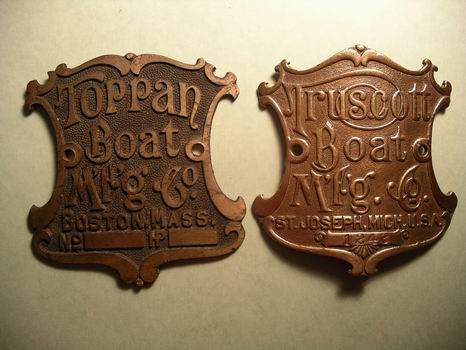 Toppan
Boat
Mfg Co.
BOSTON, MASS.
No HP
Truscott
Boat
Mfg. Co.
ST. JOSEPH, MICH. U.S.A.